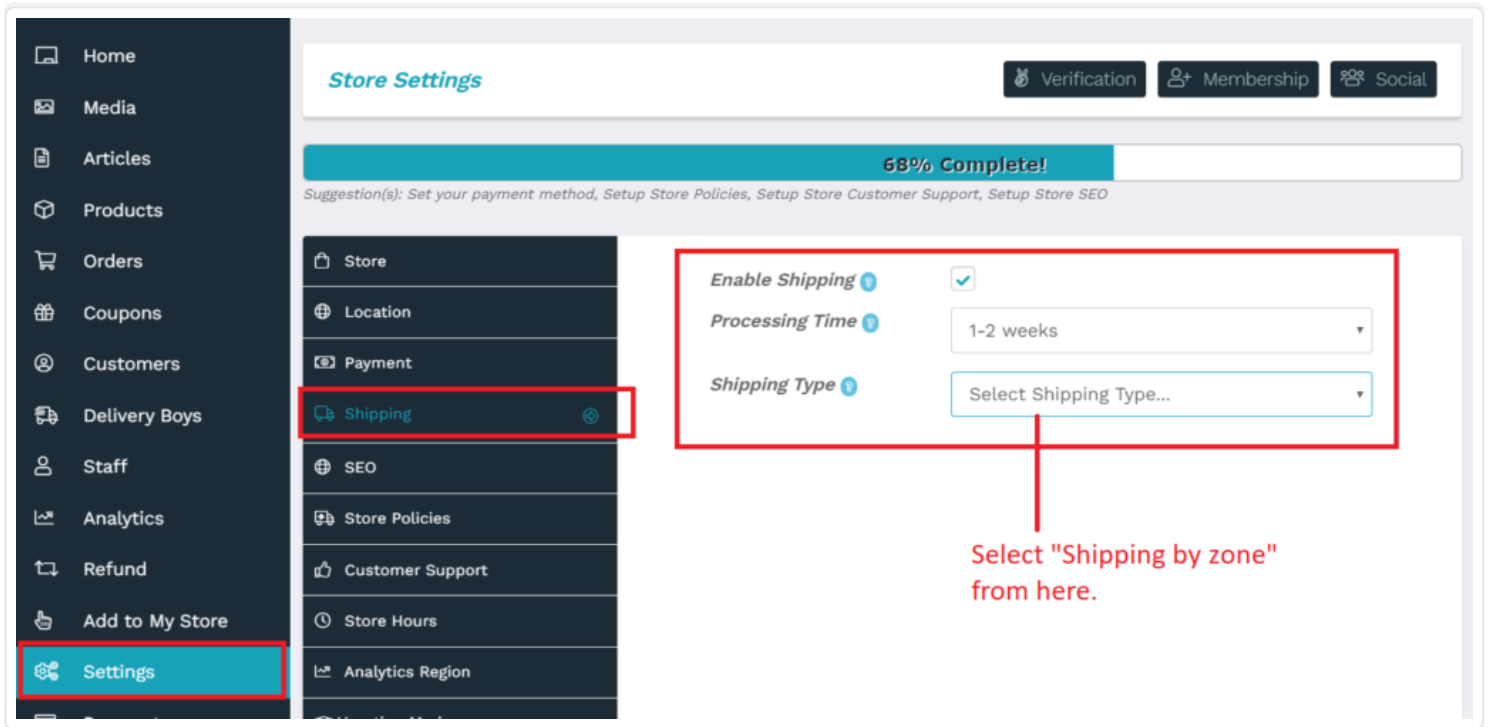 Home
Media
Articles
Products
Orders
Coupons
Customers
Delivery Boys
Staff
Analytics
Refund
Add to My Store
Settings
Store Settings
Verification
Membership
Social
68% Complete!
Suggestion(s): Set your payment method, Setup Store Policies, Setup Store Customer Support, Setup Store SEO
Store
Location
Payment
Shipping
SEO
Store Policies
Customer Support
Store Hours
Analytics Region
Enable Shipping
Processing Time
1-2 weeks
Shipping Type
Select Shipping Type...
Select "Shipping by zone"
from here.